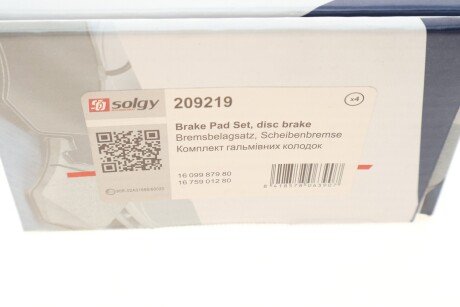 solgy 209219 x4
Brake Pad Set, disc brake
Bremsbelagsatz, Scheibenbremse
Комплект гальмівних колодок
16 099 879 80
16 759 012 80